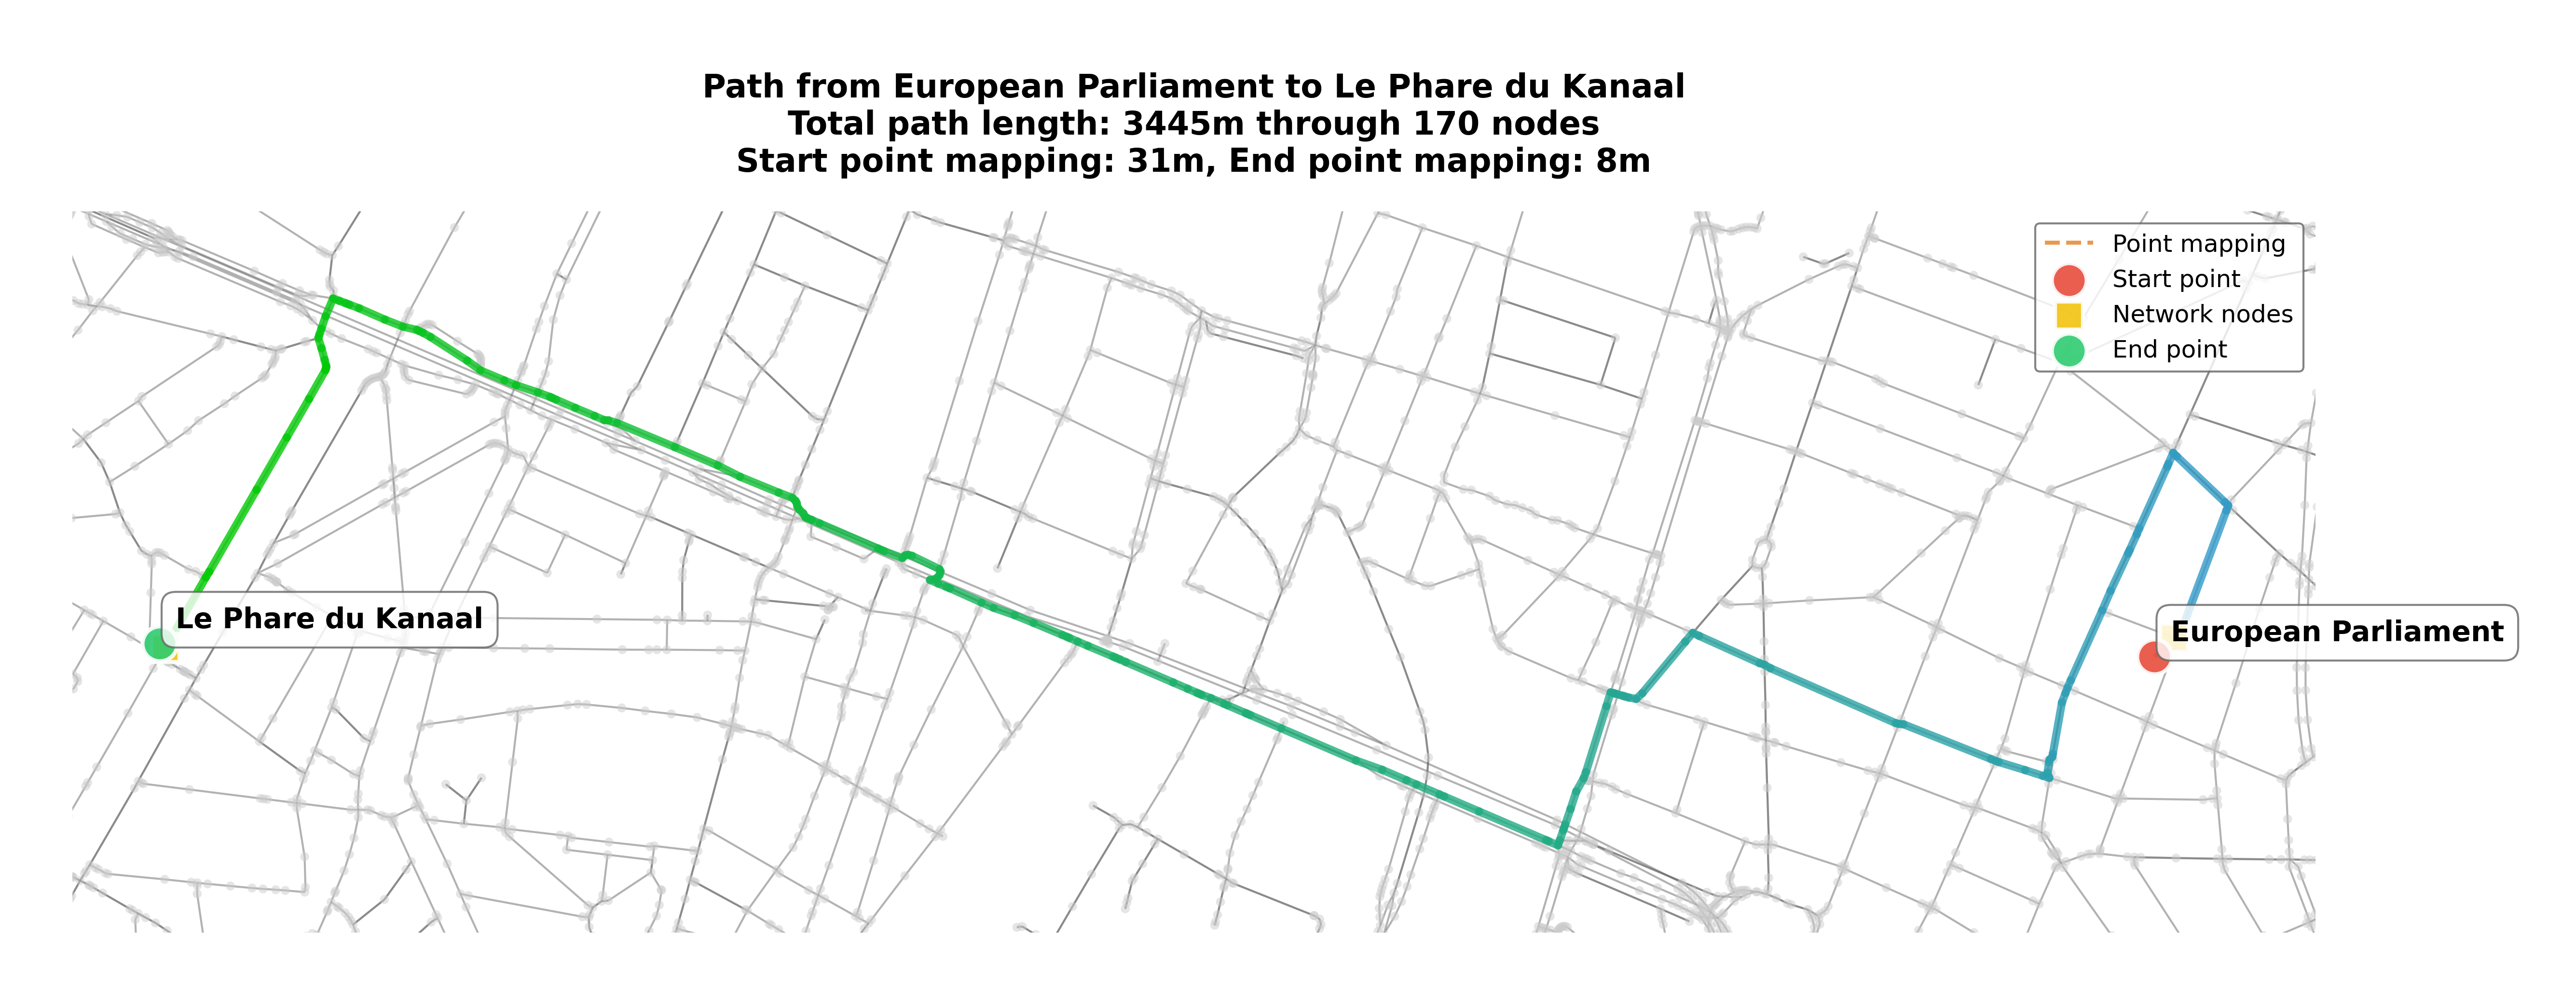 Path from European Parliament to Le Phare du Kanaal
Total path length: 3445m through 170 nodes
Start point mapping: 31m, End point mapping: 8m
Point mapping
Start point
Network nodes
End point
Le Phare du Kanaal
European Parliament